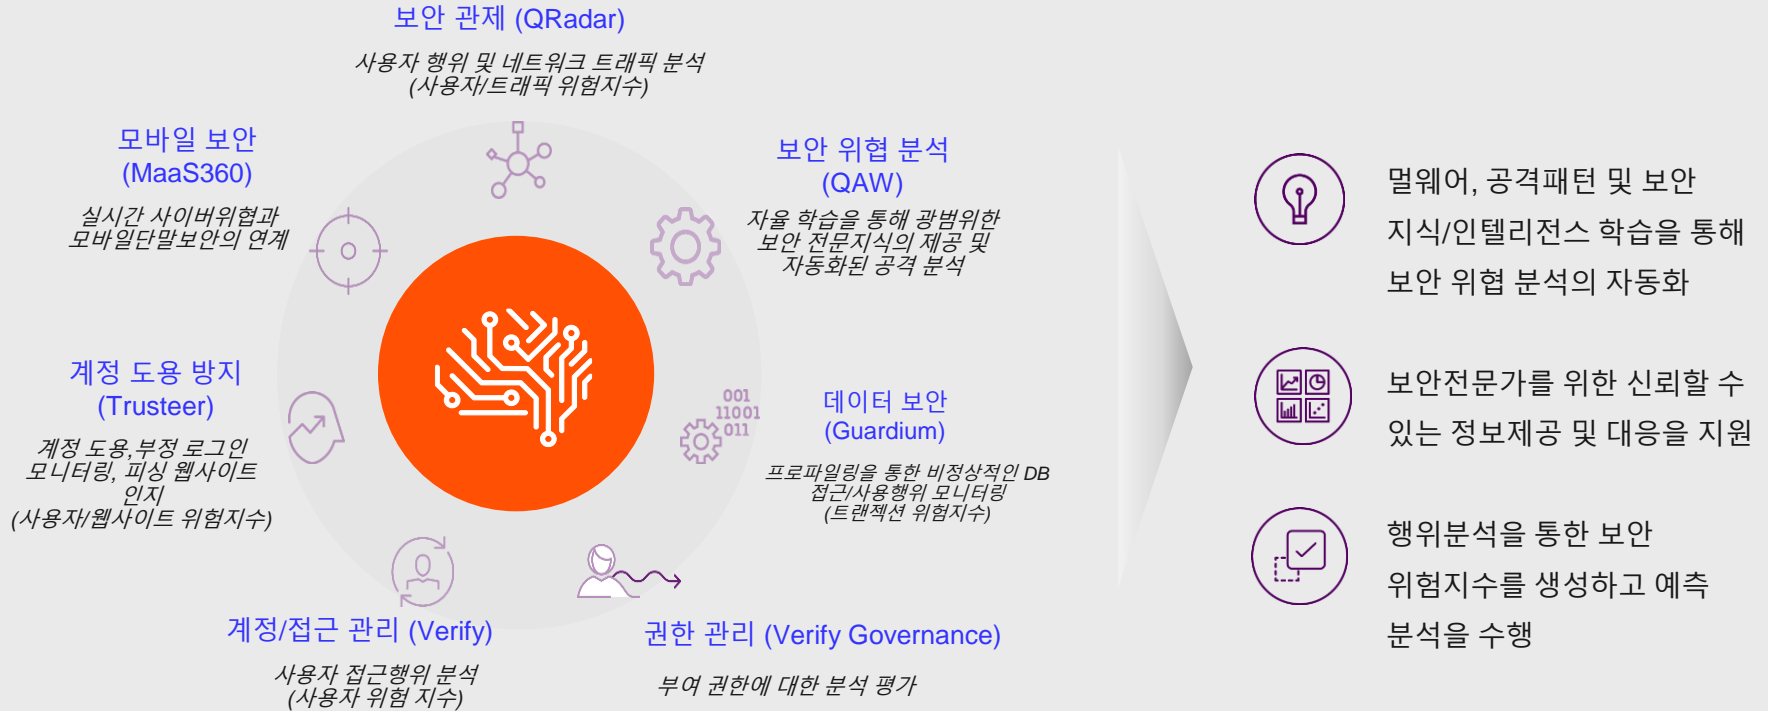 보안 관제 (QRadar)
사용자 행위 및 네트워크 트래픽 분석
(사용자/트래픽 위험지수)
모바일 보안
(MaaS360)
실시간 사이버위협과
모바일단말보안의 연계
보안 위협 분석
(QAW)
자율 학습을 통해 광범위한
보안 전문지식의 제공 및
자동화된 공격 분석
계정 도용 방지
(Trusteer)
계정 도용,부정 로그인
모니터링, 피싱 웹사이트
인지
(사용자/웹사이트 위험지수)
001
11001
011
데이터 보안
(Guardium)
프로파일링을 통한 비정상적인 DB
접근/사용행위 모니터링
(트랜젝션 위험지수)
계정/접근 관리 (Verify)
사용자 접근행위 분석
(사용자 위험 지수)
권한 관리 (Verify Governance)
부여 권한에 대한 분석 평가
멀웨어, 공격패턴 및 보안
지식/인텔리전스 학습을 통해
보안 위협 분석의 자동화
보안전문가를 위한 신뢰할 수
있는 정보제공 및 대응을 지원
행위분석을 통한 보안
위험지수를 생성하고 예측
분석을 수행